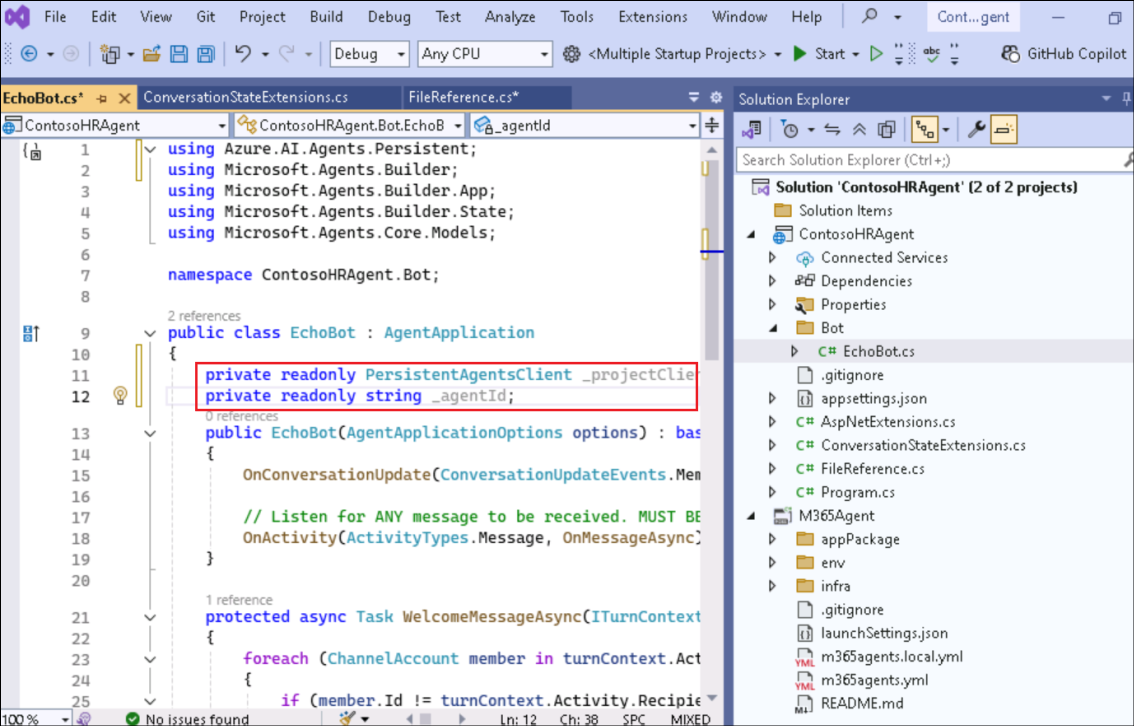 File Edit View Git Project Build Debug Test Analyze Tools Extensions Window Help Cont...gent
Debug Any CPU <Multiple Startup Projects> Start abc GitHub Copilot
EchoBot.cs* ConversationStateExtensions.cs FileReference.cs*
ContosoHRAgent ContosoHRAgent.Bot.EchoB _agentId
1 using Azure.AI.Agents.Persistent;
2 using Microsoft.Agents.Builder;
3 using Microsoft.Agents.Builder.App;
4 using Microsoft.Agents.Builder.State;
5 using Microsoft.Agents.Core.Models;
6
7 namespace ContosoHRAgent.Bot;
8
2 references
9 public class EchoBot : AgentApplication
10 {
11 private readonly PersistentAgentsClient _projectClie
12 private readonly string _agentId;
0 references
13 public EchoBot(AgentApplicationOptions options) : bas
14 {
15 OnConversationUpdate(ConversationUpdateEvents.Mem
16
17 // Listen for ANY message to be received. MUST BE
18 OnActivity(ActivityTypes.Message, OnMessageAsync)
19 }
20
1 reference
21 protected async Task WelcomeMessageAsync(ITurnContext
22 {
23 foreach (ChannelAccount member in turnContext.Act
24 {
25 if (member.Id != turnContext.Activity.Recipie
100 % No issues found Ln: 12 Ch: 38 SPC MIXED
Solution Explorer
Search Solution Explorer (Ctrl+;)
Solution 'ContosoHRAgent' (2 of 2 projects)
Solution Items
ContosoHRAgent
Connected Services
Dependencies
Properties
Bot
C# EchoBot.cs
.gitignore
appsettings.json
C# AspNetExtensions.cs
C# ConversationStateExtensions.cs
C# FileReference.cs
C# Program.cs
M365Agent
appPackage
env
infra
.gitignore
launchSettings.json
YML m365agents.local.yml
YML m365agents.yml
README.md